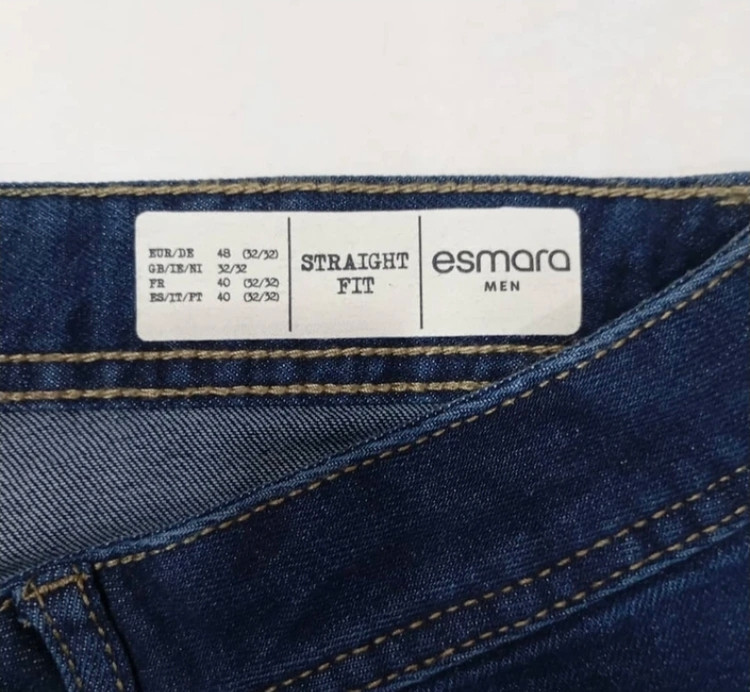 EUR/DE 48 (32/32)
GB/IE/NI 32/32
FR 40 (32/32)
ES/IT/PT 40 (32/32)
STRAIGHT
FIT
esmara
MEN